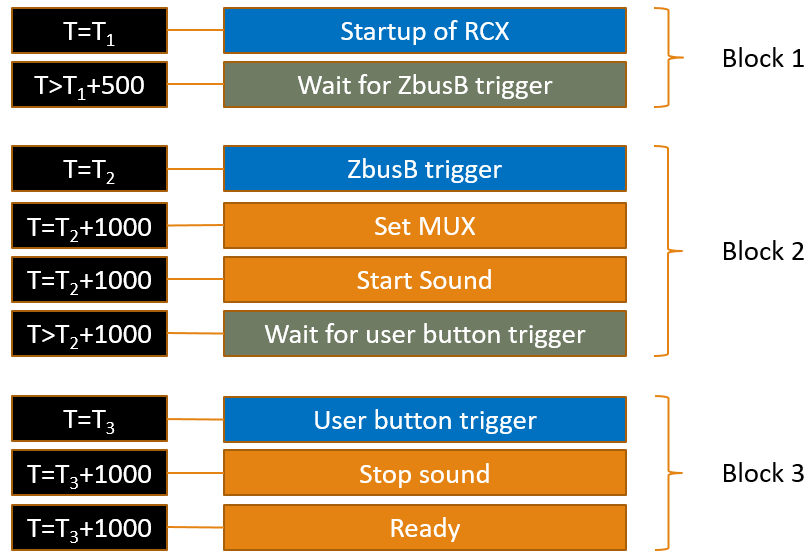 T=T1 Startup of RCX
T>T1+500 Wait for ZbusB trigger
Block 1
T=T2 ZbusB trigger
T=T2+1000 Set MUX
T=T2+1000 Start Sound
T>T2+1000 Wait for user button trigger
Block 2
T=T3 User button trigger
T=T3+1000 Stop sound
T=T3+1000 Ready
Block 3